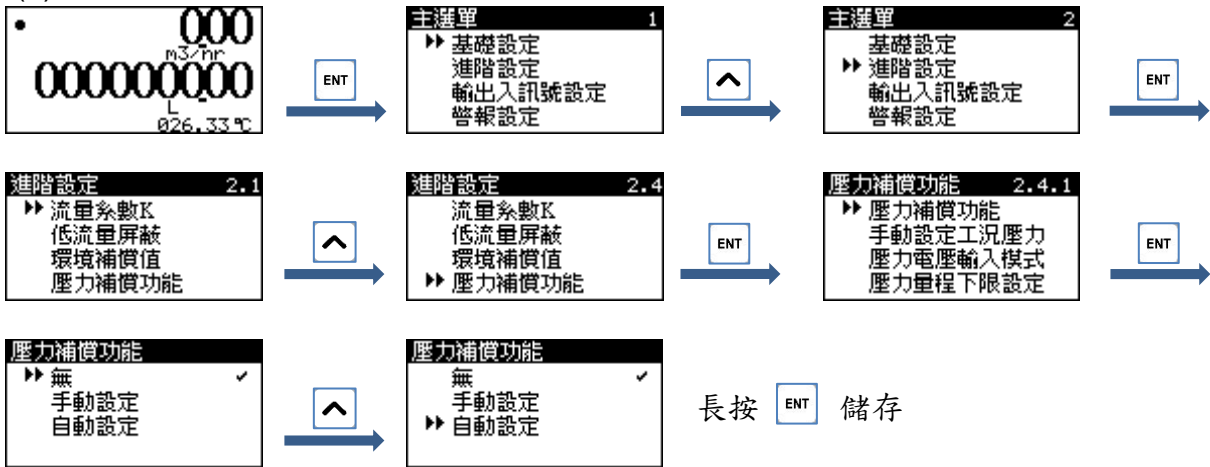 000
m3/hr
0000000000
L
026.33℃
ENT
主選單 1
基礎設定
進階設定
輸出入訊號設定
警報設定
主選單 2
基礎設定
進階設定
輸出入訊號設定
警報設定
ENT
進階設定 2.1
流量系數K
低流量屏蔽
環境補償值
壓力補償功能
進階設定 2.4
流量系數K
低流量屏蔽
環境補償值
壓力補償功能
ENT
壓力補償功能 2.4.1
壓力補償功能
手動設定工況壓力
壓力電壓輸入模式
壓力量程下限設定
ENT
壓力補償功能
無
手動設定
自動設定
壓力補償功能
無
手動設定
自動設定
長按 ENT 儲存